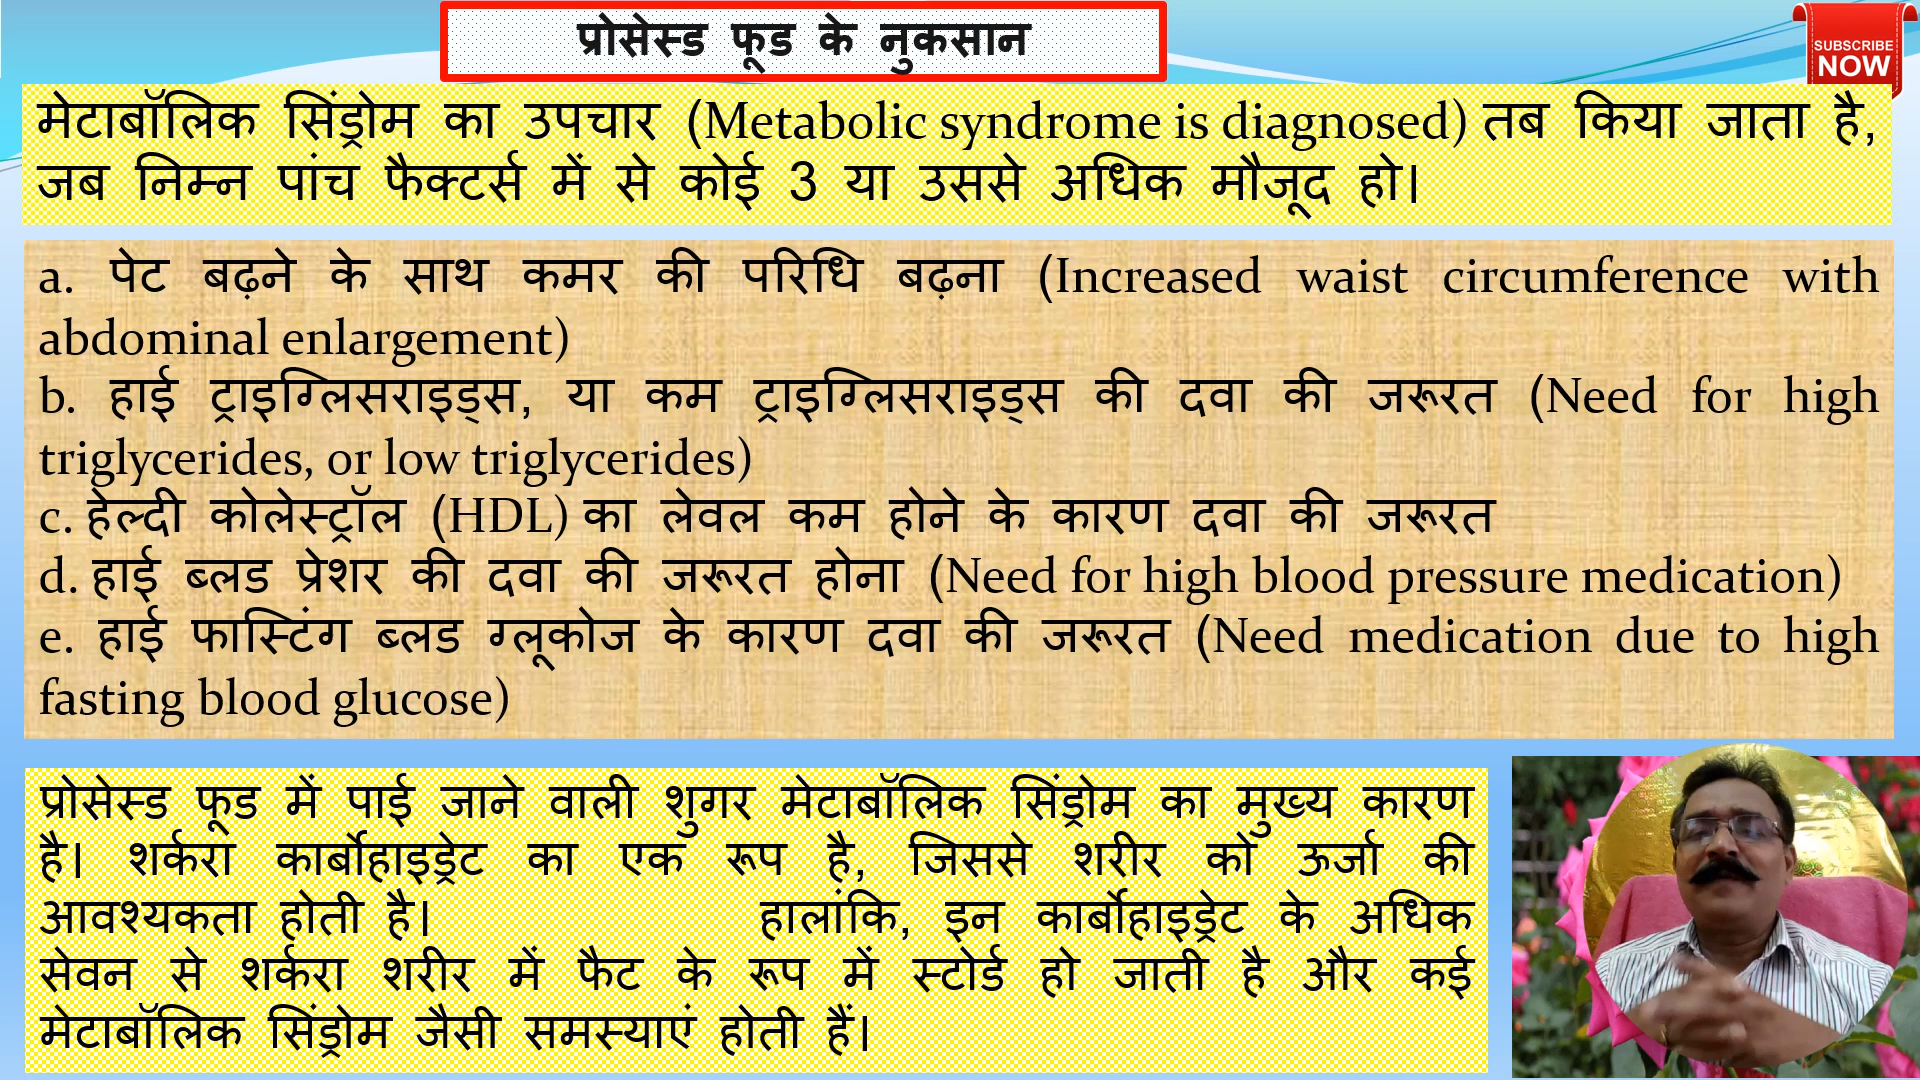 प्रोसेस्ड फूड के नुकसान
SUBSCRIBE
NOW
मेटाबॉलिक सिंड्रोम का उपचार (Metabolic syndrome is diagnosed) तब किया जाता है,
जब निम्न पांच फैक्टर्स में से कोई 3 या उससे अधिक मौजूद हो।
a. पेट बढ़ने के साथ कमर की परिधि बढ़ना (Increased waist circumference with
abdominal enlargement)
b. हाई ट्राइग्लिसराइड्स, या कम ट्राइग्लिसराइड्स की दवा की जरूरत (Need for high
triglycerides, or low triglycerides)
c. हेल्दी कोलेस्ट्रॉल (HDL) का लेवल कम होने के कारण दवा की जरूरत
d. हाई ब्लड प्रेशर की दवा की जरूरत होना (Need for high blood pressure medication)
e. हाई फास्टिंग ब्लड ग्लूकोज के कारण दवा की जरूरत (Need medication due to high
fasting blood glucose)
प्रोसेस्ड फूड में पाई जाने वाली शुगर मेटाबॉलिक सिंड्रोम का मुख्य कारण
है। शर्करा कार्बोहाइड्रेट का एक रूप है, जिससे शरीर को ऊर्जा की
आवश्यकता होती है। हालांकि, इन कार्बोहाइड्रेट के अधिक
सेवन से शर्करा शरीर में फैट के रूप में स्टोर्ड हो जाती है और कई
मेटाबॉलिक सिंड्रोम जैसी समस्याएं होती हैं।